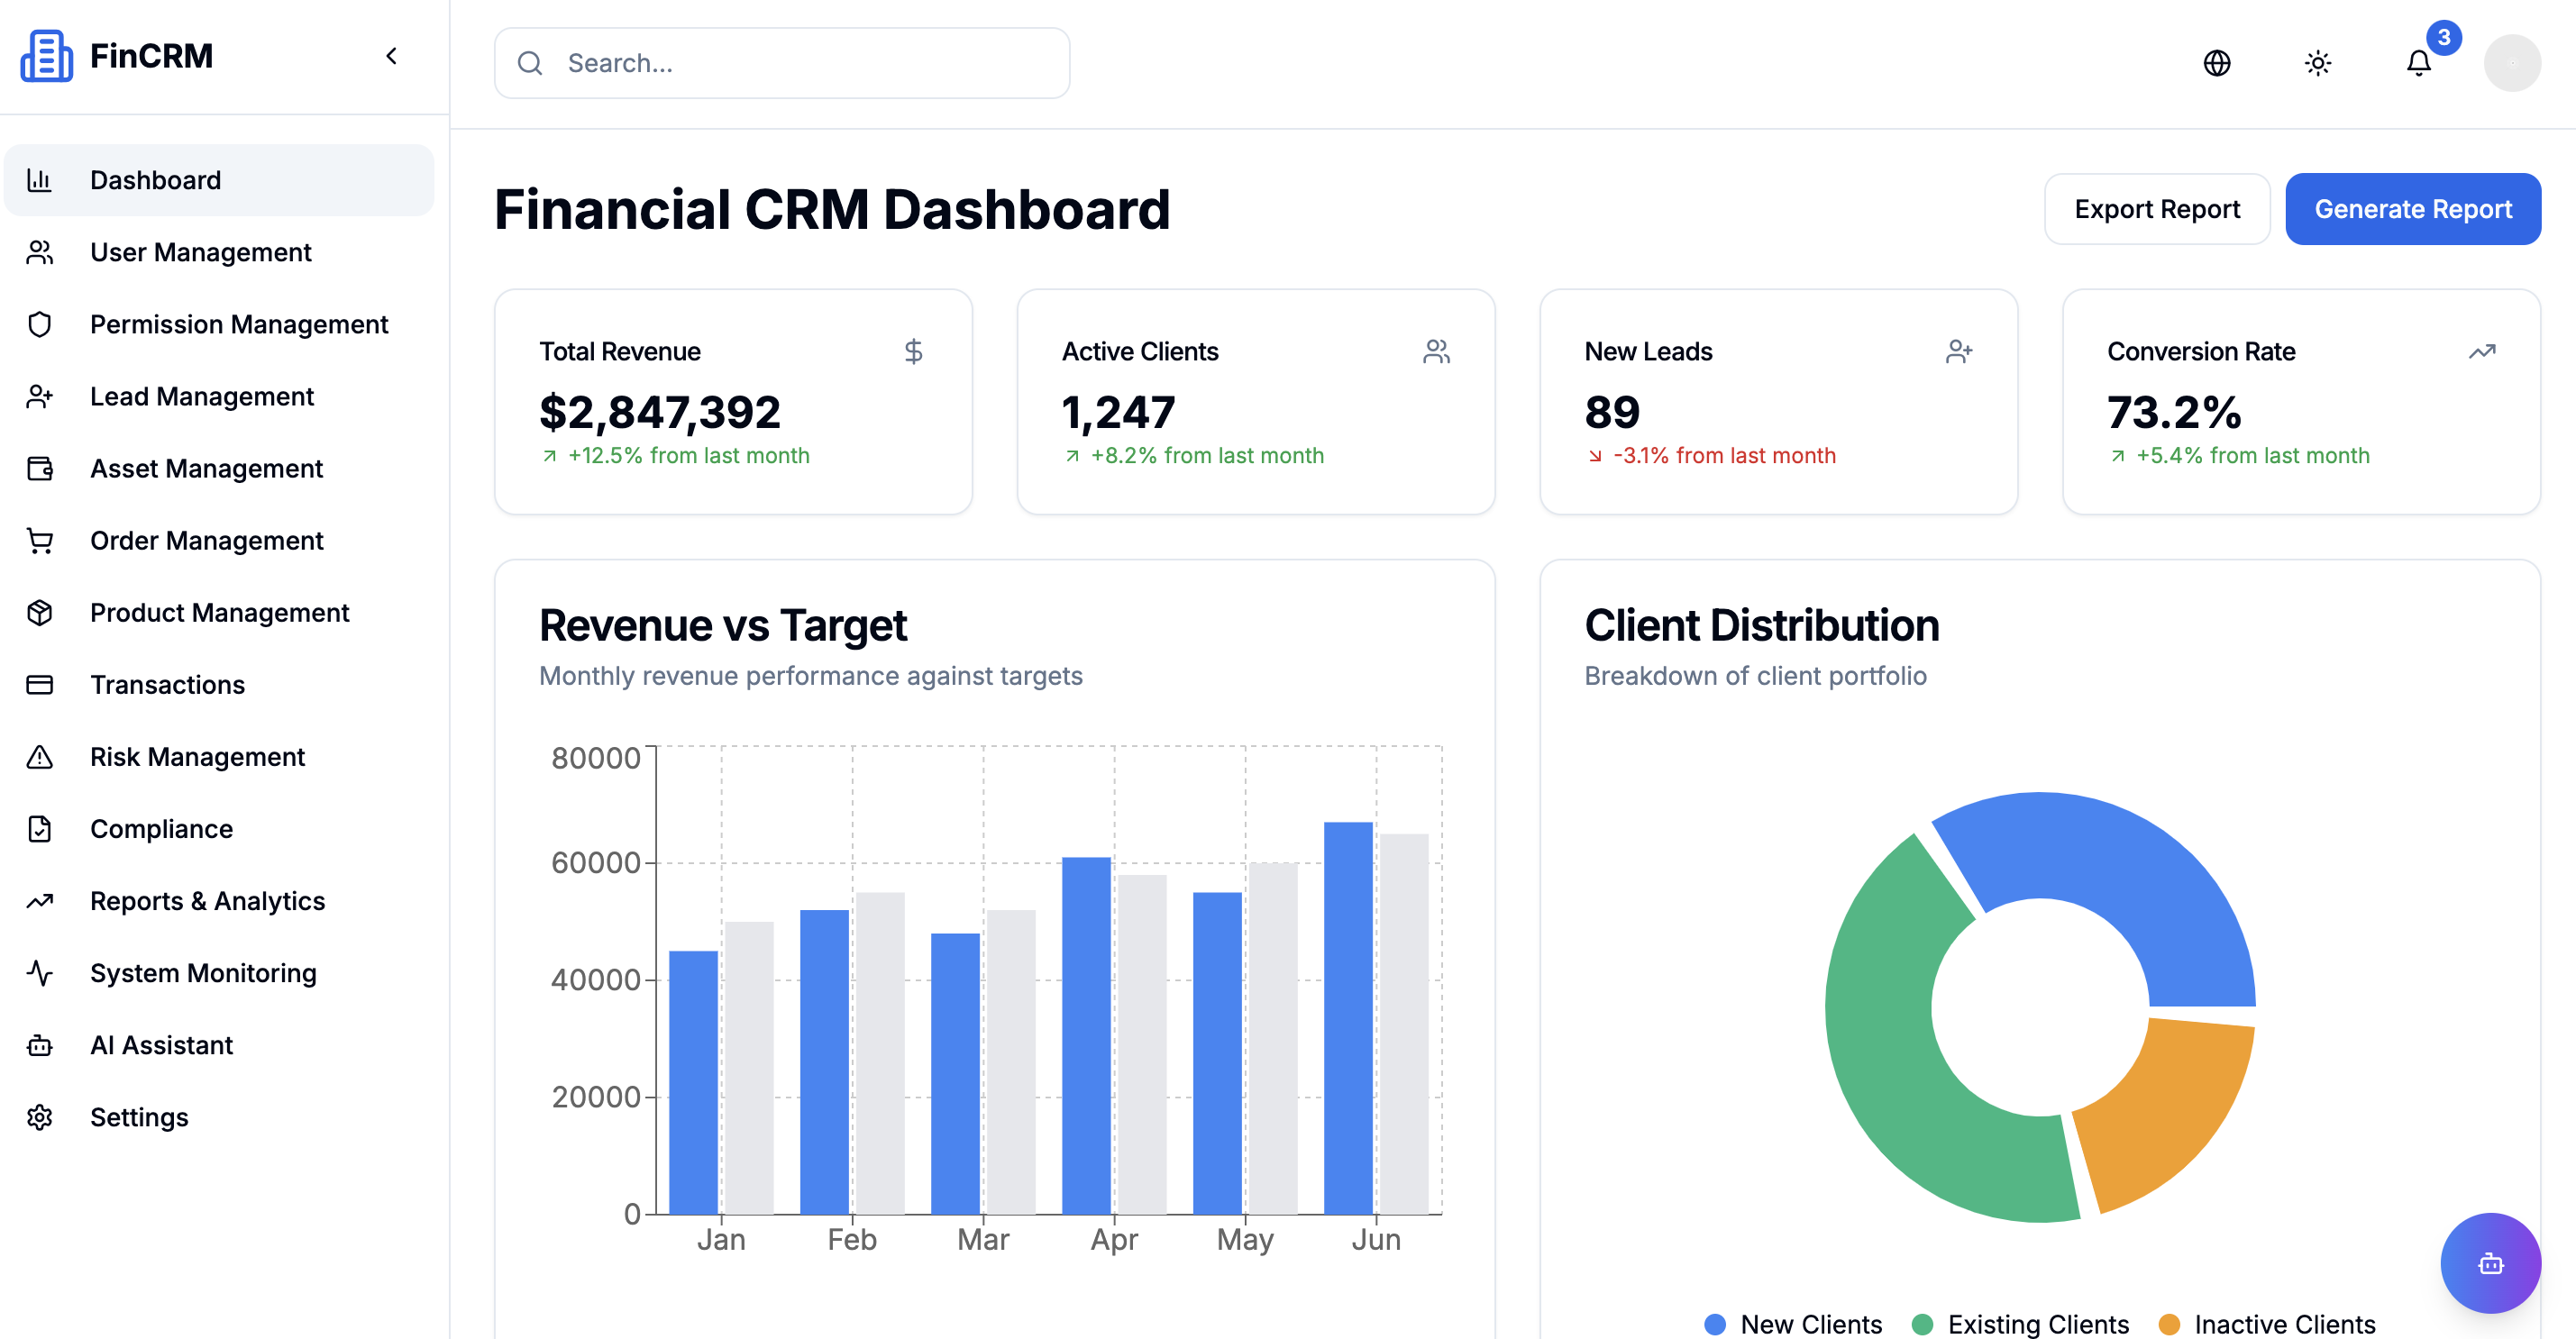 FinCRM
Search...
3
Dashboard
User Management
Permission Management
Lead Management
Asset Management
Order Management
Product Management
Transactions
Risk Management
Compliance
Reports & Analytics
System Monitoring
AI Assistant
Settings
Financial CRM Dashboard
Export Report
Generate Report
Total Revenue
$2,847,392
+12.5% from last month
Active Clients
1,247
+8.2% from last month
New Leads
89
-3.1% from last month
Conversion Rate
73.2%
+5.4% from last month
Revenue vs Target
Monthly revenue performance against targets
80000
60000
40000
20000
0
Jan Feb Mar Apr May Jun
Client Distribution
Breakdown of client portfolio
New Clients Existing Clients Inactive Clients